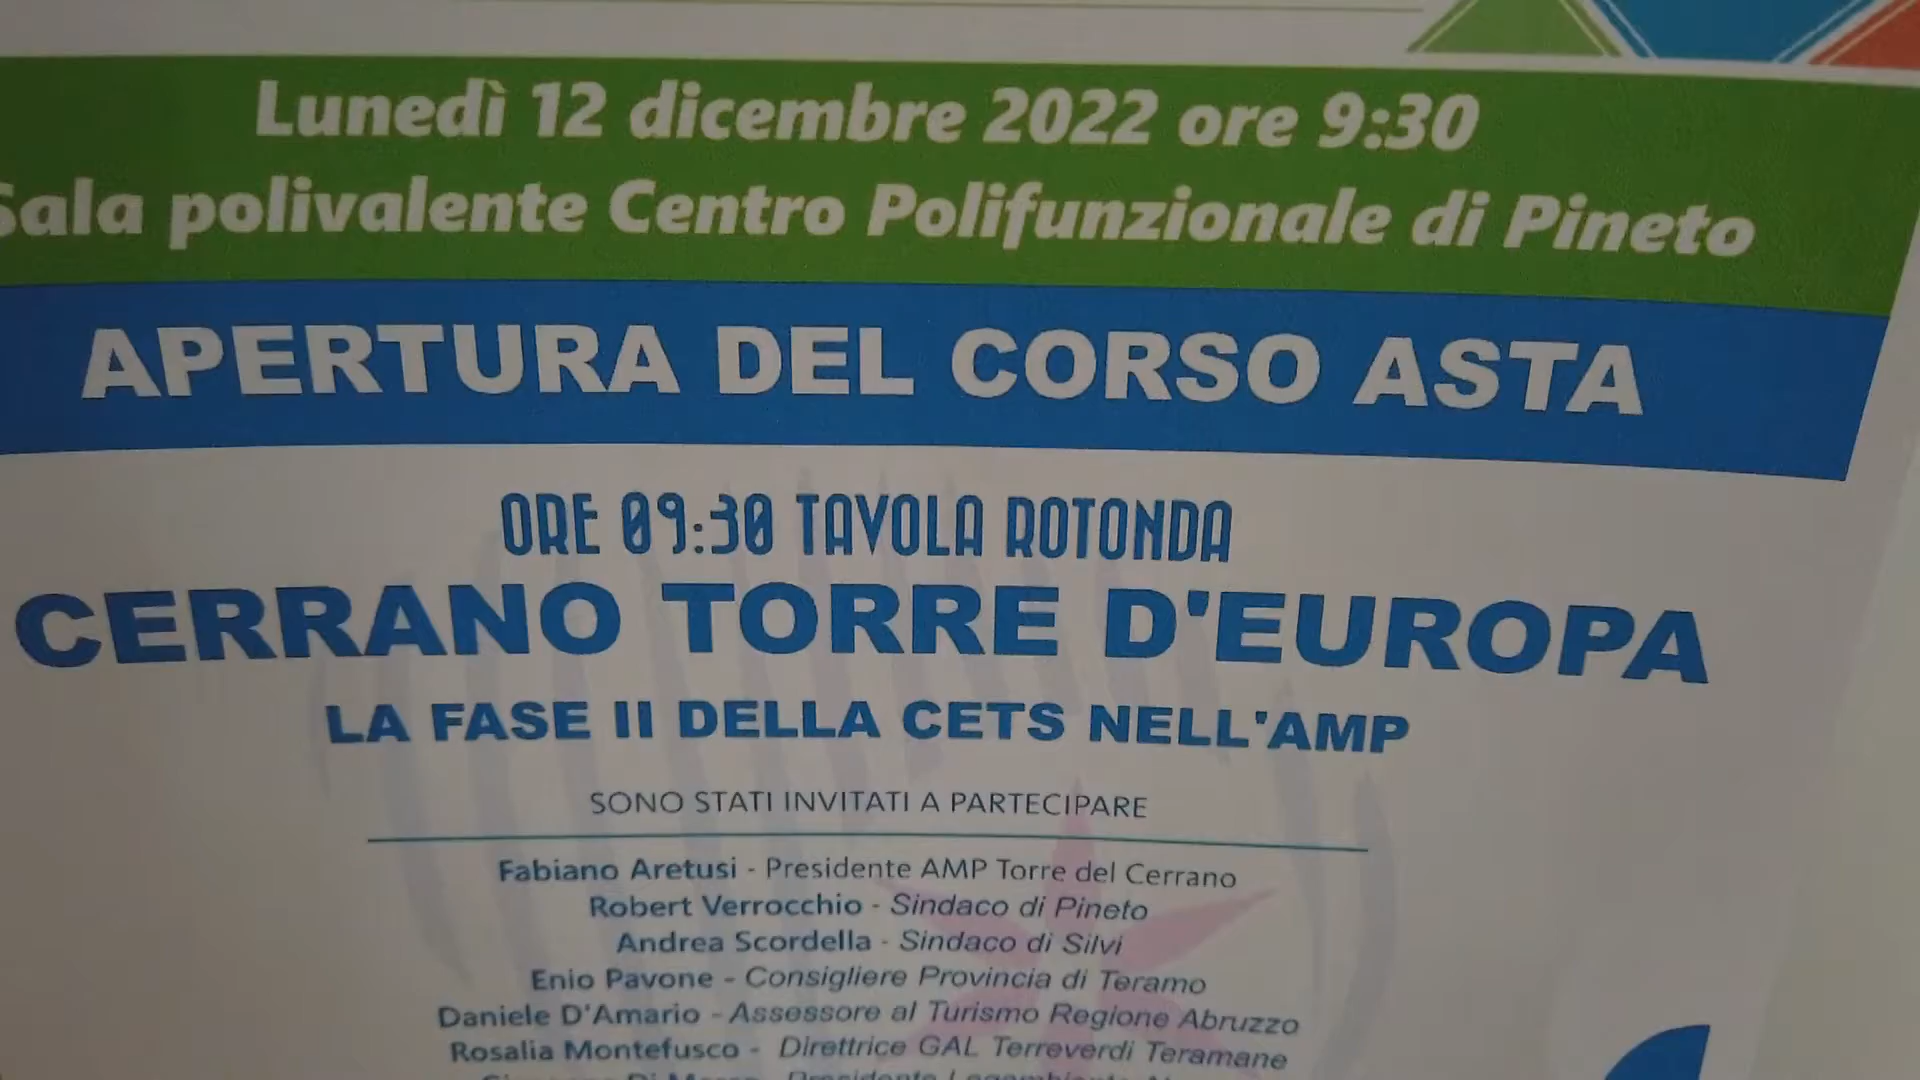 Lunedì 12 dicembre 2022 ore 9:30
Sala polivalente Centro Polifunzionale di Pineto
APERTURA DEL CORSO ASTA
ORE 09:30 TAVOLA ROTONDA
CERRANO TORRE D'EUROPA
LA FASE II DELLA CETS NELL'AMP
SONO STATI INVITATI A PARTECIPARE
Fabiano Aretusi - Presidente AMP Torre del Cerrano
Robert Verrocchio - Sindaco di Pineto
Andrea Scordella - Sindaco di Silvi
Enio Pavone - Consigliere Provincia di Teramo
Daniele D'Amario - Assessore al Turismo Regione Abruzzo
Rosalia Montefusco - Direttrice GAL Terreverdi Teramane